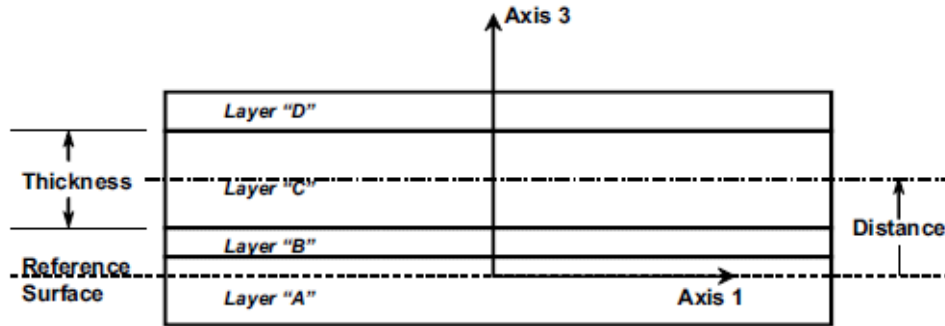 Axis 3
Layer “D”
Thickness
Layer “C”
Distance
Layer “B”
Reference
Surface
Layer “A”
Axis 1